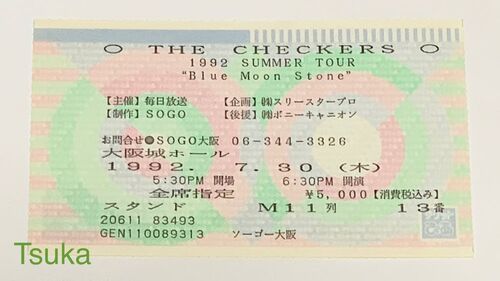 ○ THE CHECKERS ○
1992 SUMMER TOUR
"Blue Moon Stone"
【主催】毎日放送 【企画】㈱スリースタープロ
【制作】SOGO 【後援】㈱ポニーキャニオン
お問合せ●SOGO大阪 06-344-3326
大阪城ホール
1992. 7.30 (木)
5:30PM 開場 6:30PM 開演
全席指定 ¥5,000【消費税込み】
スタンド M11列 13番
20611 83493
GEN110089313 ソーゴー大阪
Tsuka